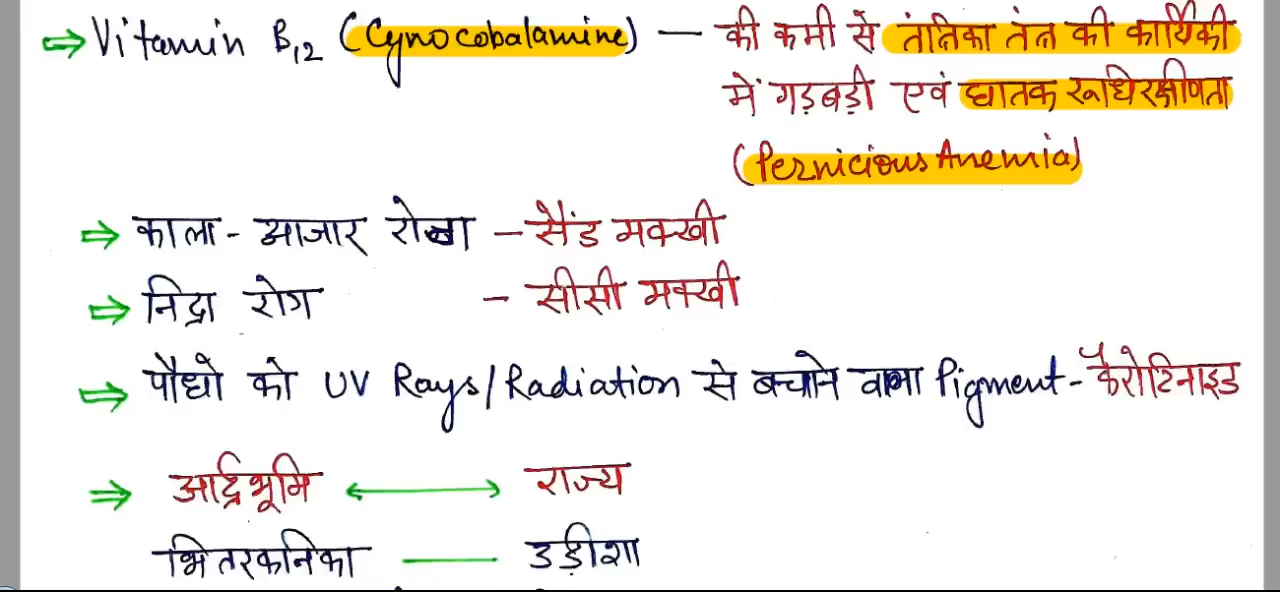 ⇒ Vitamin B12 (Cynocobalamine) — की कमी से तंत्रिका तंत्र की कार्यिकी
में गड़बड़ी एवं घातक रूधिरक्षीणता
(Pernicious Anemia)
⇒ काला - आजार रोग - सैंड मक्खी
⇒ निद्रा रोग - सीसी मक्खी
⇒ पौधो को UV Rays/Radiation से बचाने वाला Pigment - कैरोटिनाइड
⇒ आर्द्रभूमि ⟷ राज्य
भितरकनिका — उड़ीशा